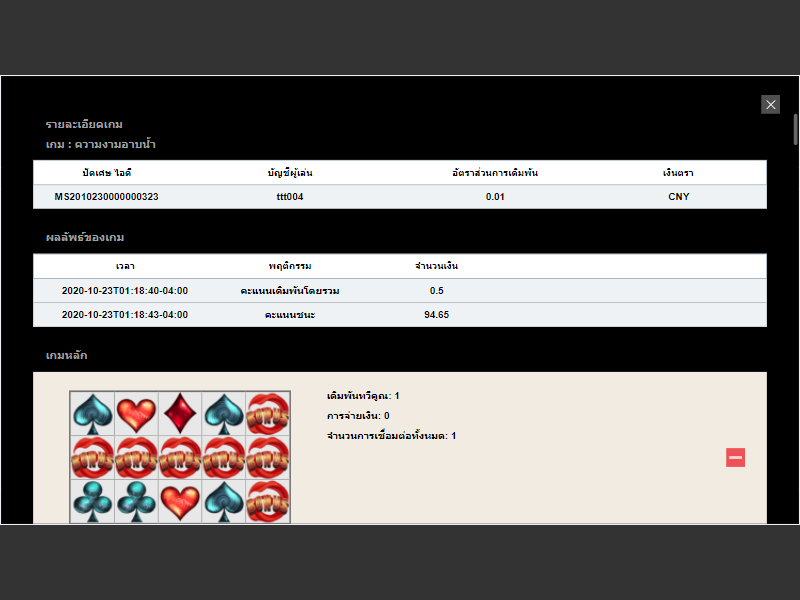 รายละเอียดเกม
เกม : ความงามอาบน้ำ
ปัดเศษ ไอดี บัญชีผู้เล่น อัตราส่วนการเดิมพัน เงินตรา
MS2010230000000323 ttt004 0.01 CNY
ผลลัพธ์ของเกม
เวลา พฤติกรรม จำนวนเงิน
2020-10-23T01:18:40-04:00 คะแนนเดิมพันโดยรวม 0.5
2020-10-23T01:18:43-04:00 คะแนนชนะ 94.65
เกมหลัก
เดิมพันทวีคูณ: 1
การจ่ายเงิน: 0
จำนวนการเชื่อมต่อทั้งหมด: 1